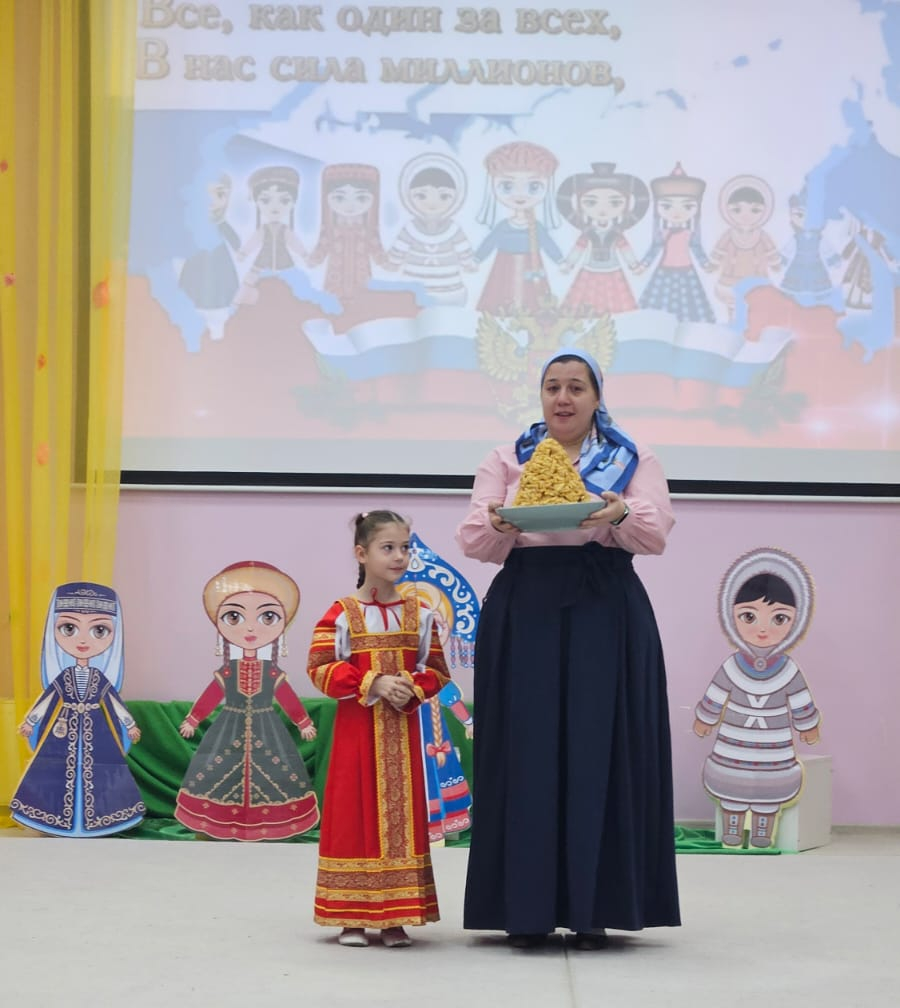 Все, как один за всех,
В нас сила миллионов,